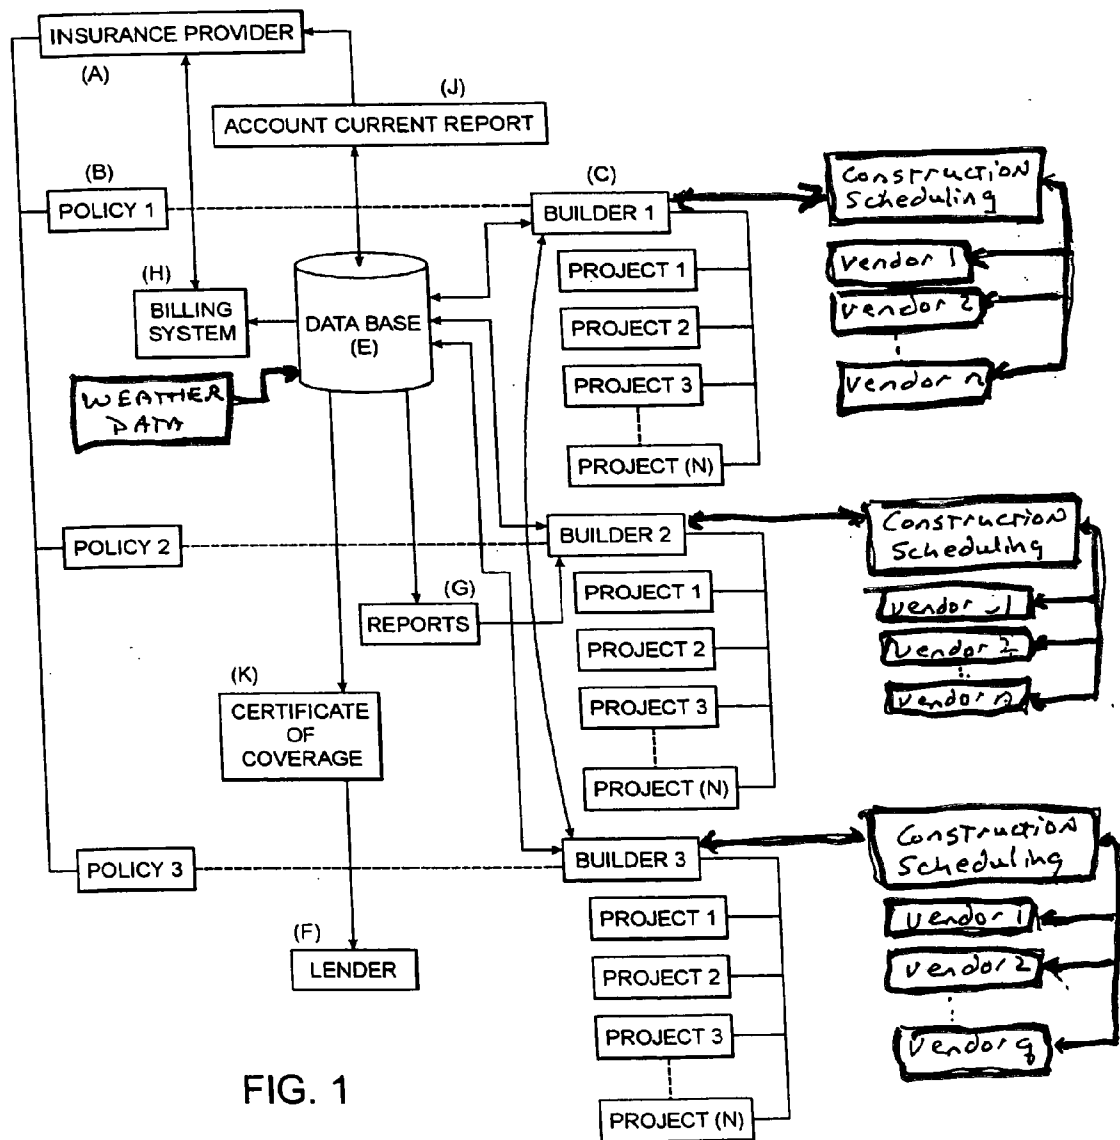 INSURANCE PROVIDER
(A)
(J)
ACCOUNT CURRENT REPORT
(B)
POLICY 1
(C)
BUILDER 1
Construction
Scheduling
PROJECT 1
PROJECT 2
PROJECT 3
PROJECT (N)
Vendor 1
Vendor 2
Vendor n
(H)
BILLING
SYSTEM
DATA BASE
(E)
WEATHER
DATA
POLICY 2
BUILDER 2
Construction
Scheduling
PROJECT 1
PROJECT 2
PROJECT 3
PROJECT (N)
Vendor 1
Vendor 2
Vendor n
(G)
REPORTS
(K)
CERTIFICATE
OF
COVERAGE
POLICY 3
BUILDER 3
Construction
Scheduling
PROJECT 1
PROJECT 2
PROJECT 3
PROJECT (N)
Vendor 1
Vendor 2
Vendor q
(F)
LENDER
FIG. 1